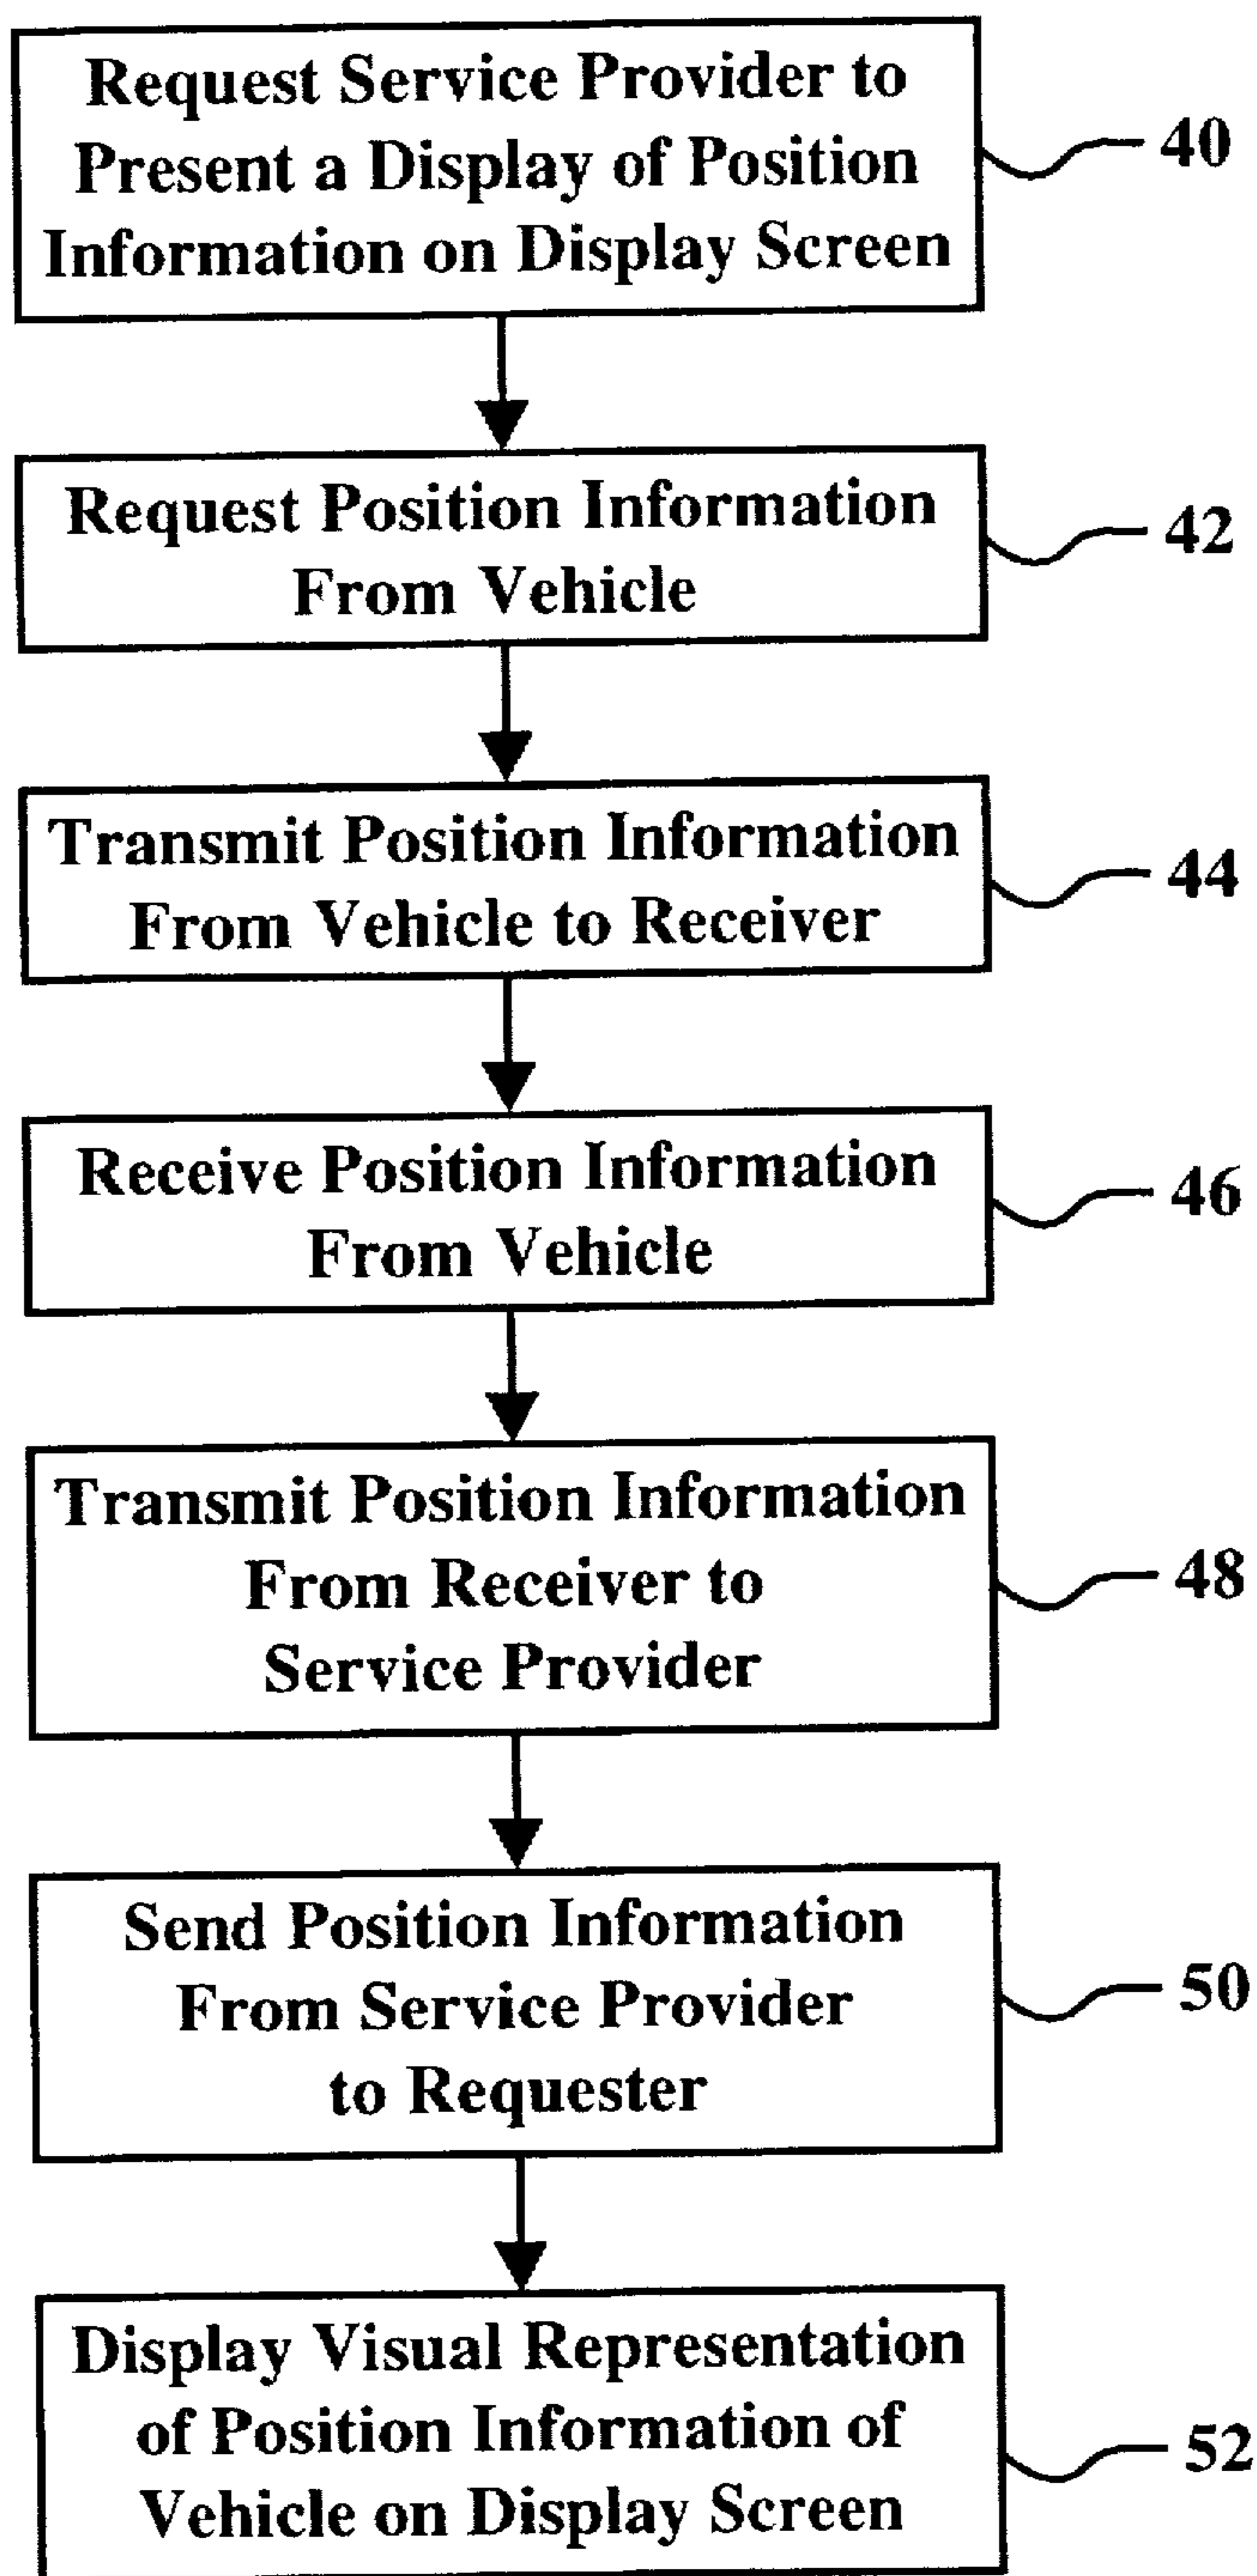 Request Service Provider to
Present a Display of Position
Information on Display Screen
40
Request Position Information
From Vehicle
42
Transmit Position Information
From Vehicle to Receiver
44
Receive Position Information
From Vehicle
46
Transmit Position Information
From Receiver to
Service Provider
48
Send Position Information
From Service Provider
to Requester
50
Display Visual Representation
of Position Information of
Vehicle on Display Screen
52